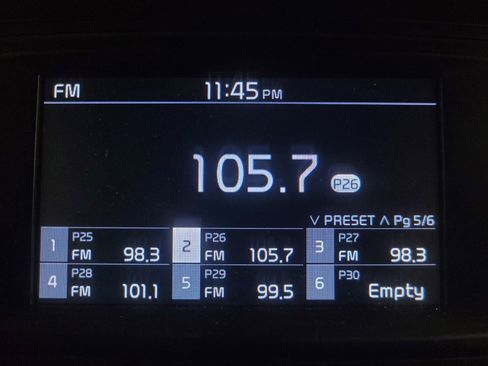 FM 11:45 PM
105.7 P26
∨ PRESET ∧ Pg 5/6
1 P25 FM 98.3
2 P26 FM 105.7
3 P27 FM 98.3
4 P28 FM 101.1
5 P29 FM 99.5
6 P30 Empty